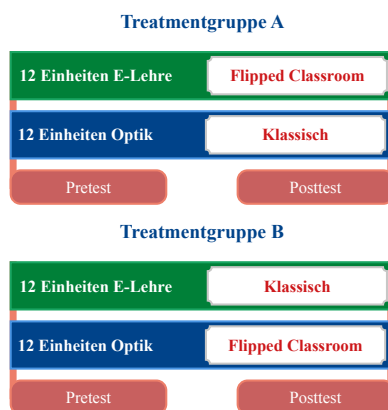 Treatmentgruppe A
12 Einheiten E-Lehre Flipped Classroom
12 Einheiten Optik Klassisch
Pretest Posttest
Treatmentgruppe B
12 Einheiten E-Lehre Klassisch
12 Einheiten Optik Flipped Classroom
Pretest Posttest